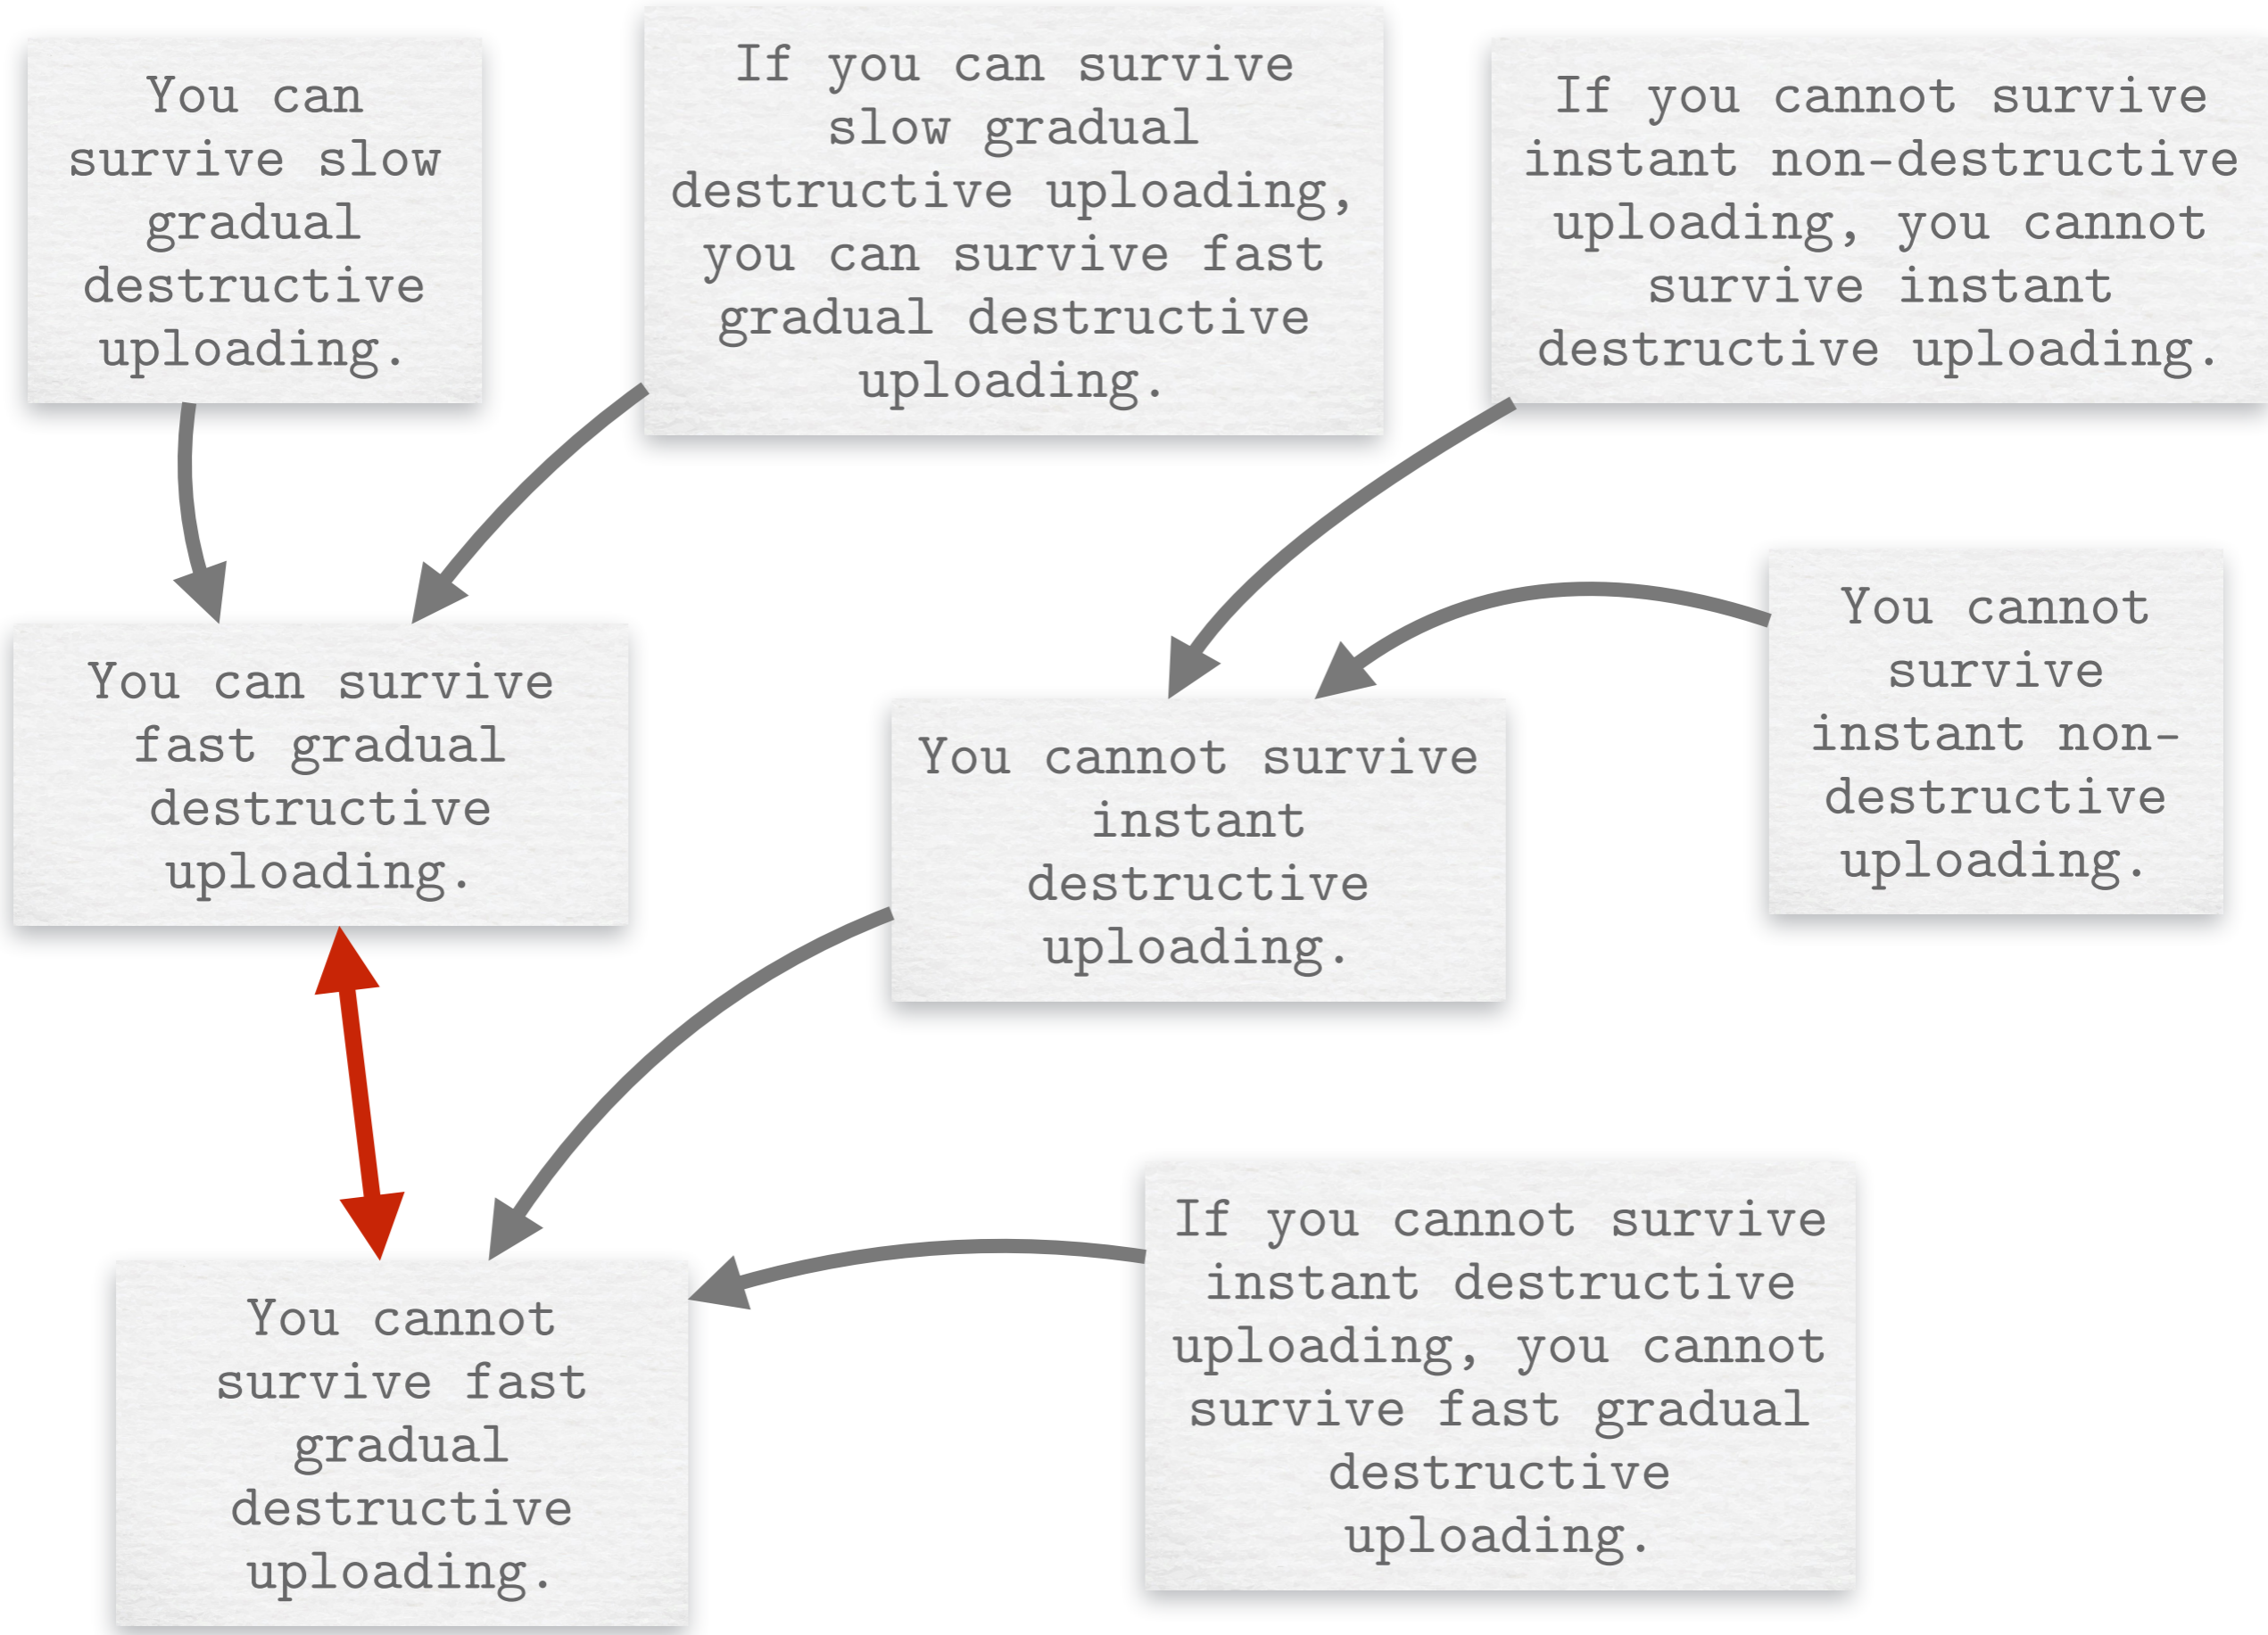 You can
survive slow
gradual
destructive
uploading.
If you can survive
slow gradual
destructive uploading,
you can survive fast
gradual destructive
uploading.
If you cannot survive
instant non-destructive
uploading, you cannot
survive instant
destructive uploading.
You can survive
fast gradual
destructive
uploading.
You cannot survive
instant
destructive
uploading.
You cannot
survive
instant non-
destructive
uploading.
You cannot
survive fast
gradual
destructive
uploading.
If you cannot survive
instant destructive
uploading, you cannot
survive fast gradual
destructive
uploading.